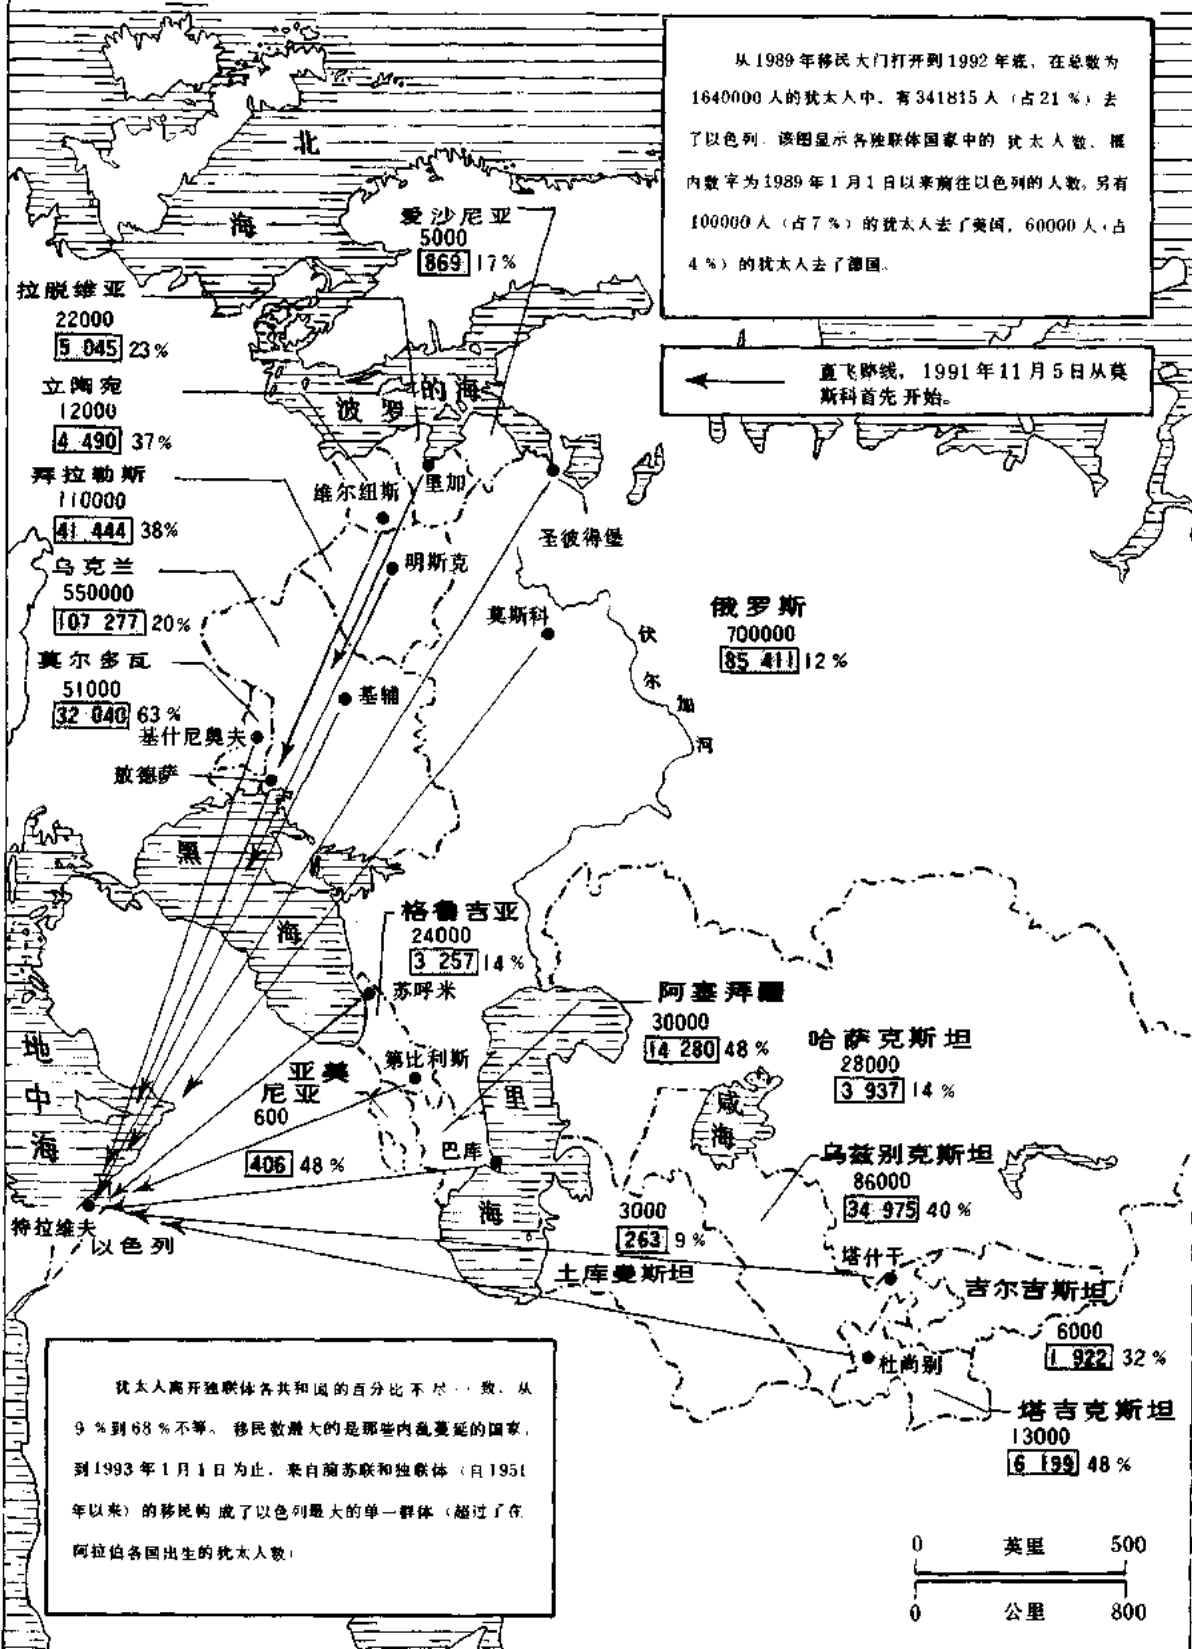 从1989年移民大门打开到1992年底，在总数为
1640000人的犹太人中，有341815人（占21%）去
了以色列．该图显示各独联体国家中的犹太人数．框
内数字为1989年1月1日以来前往以色列的人数。另有
100000人（占7%）的犹太人去了美国，60000人（占
4%）的犹太人去了德国。
直飞路线，1991年11月5日从莫
斯科首先开始。
北
海
爱沙尼亚
5000
869 17%
拉脱维亚
22000
9 045 23%
立陶宛
12000
4 490 37%
波罗的海
拜拉勒斯
110000
41 444 38%
维尔纽斯
里加
圣彼得堡
乌克兰
550000
107 277 20%
明斯克
莫斯科
俄罗斯
700000
85 411 12%
伏尔加河
莫尔多瓦
51000
32 040 63%
基辅
基什尼奥夫
敖德萨
黑海
格鲁吉亚
24000
3 257 14%
苏呼米
阿塞拜疆
30000
14 280 48%
哈萨克斯坦
28000
3 937 14%
地中海
亚美
尼亚
600
406 48%
第比利斯
里海
咸海
巴库
乌兹别克斯坦
86000
34 975 40%
特拉维夫
以色列
3000
263 9%
土库曼斯坦
塔什干
吉尔吉斯坦
6000
1 922 32%
杜尚别
塔吉克斯坦
13000
6 199 48%
犹太人离开独联体各共和国的百分比不尽一致．从
9%到68%不等。移民数最大的是那些内乱蔓延的国家．
到1993年1月1日为止．来自前苏联和独联体（自1951
年以来）的移民构成了以色列最大的单一群体（超过了在
阿拉伯各国出生的犹太人数）
0 英里 500
0 公里 800